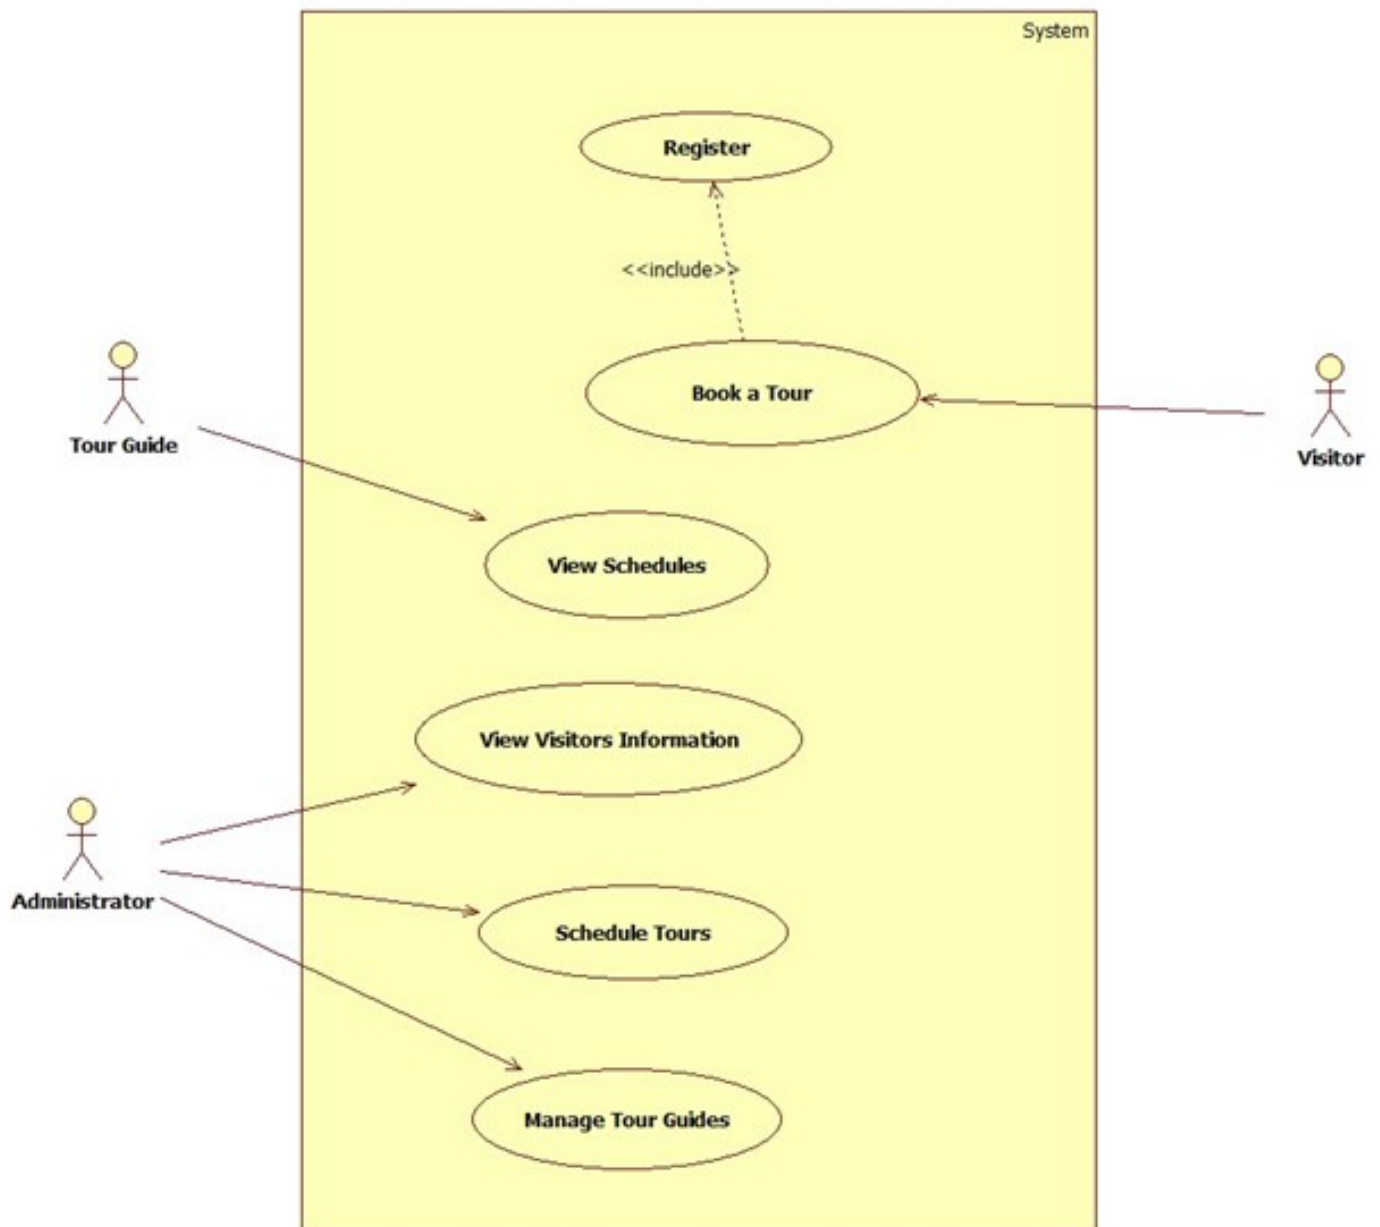 System
Register
<<include>>
Book a Tour
Tour Guide
Visitor
View Schedules
View Visitors Information
Administrator
Schedule Tours
Manage Tour Guides